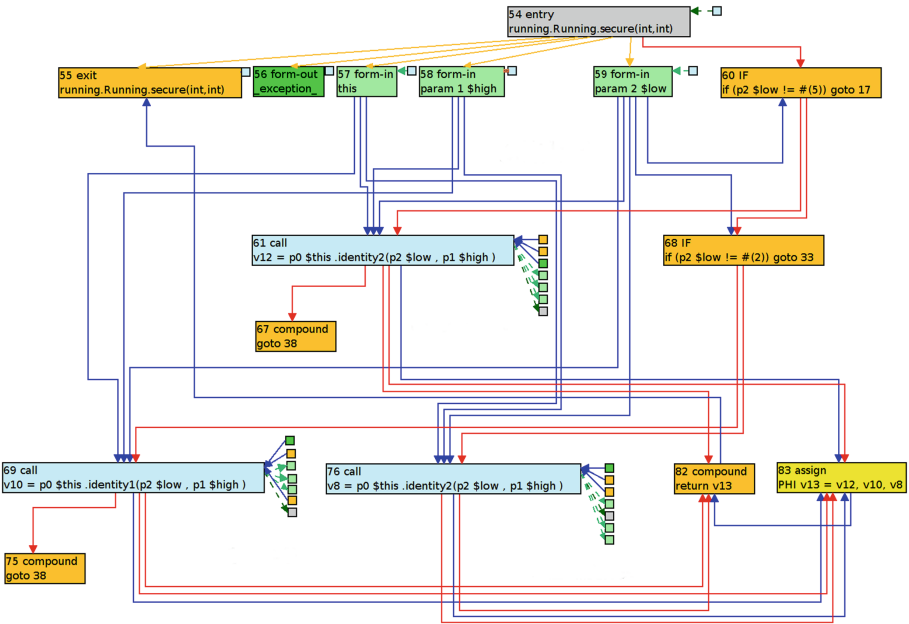 54 entry
running.Running.secure(int,int)
55 exit
running.Running.secure(int,int)
56 form-out
_exception_
57 form-in
this
58 form-in
param 1 $high
59 form-in
param 2 $low
60 IF
if (p2 $low != #(5)) goto 17
61 call
v12 = p0 $this .identity2(p2 $low , p1 $high )
68 IF
if (p2 $low != #(2)) goto 33
67 compound
goto 38
69 call
v10 = p0 $this .identity1(p2 $low , p1 $high )
76 call
v8 = p0 $this .identity2(p2 $low , p1 $high )
82 compound
return v13
83 assign
PHI v13 = v12, v10, v8
75 compound
goto 38